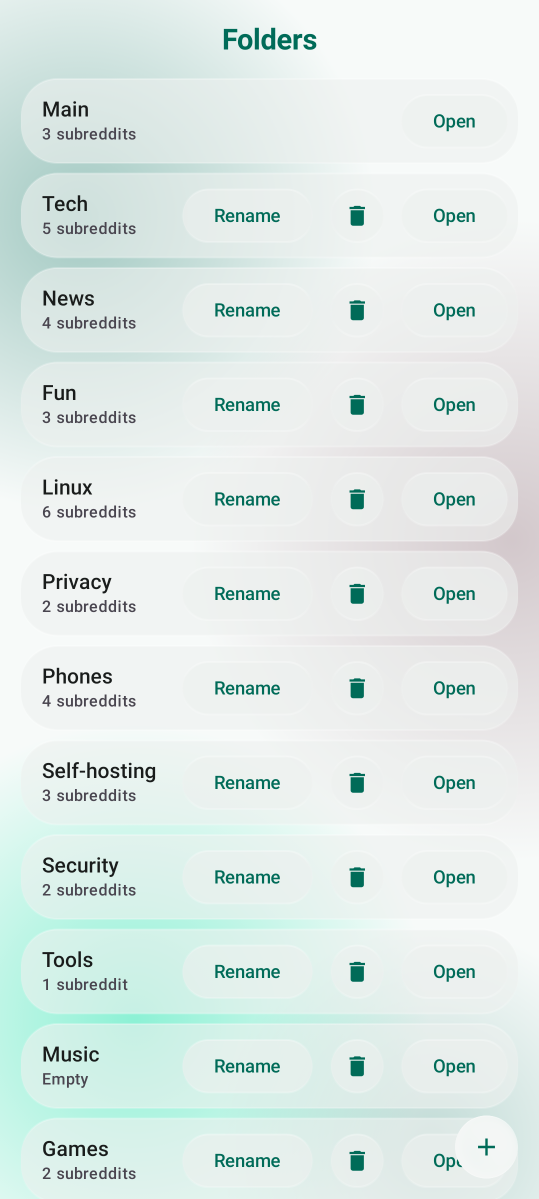 Folders
Main
3 subreddits
Open
Tech
5 subreddits
Rename
Open
News
4 subreddits
Rename
Open
Fun
3 subreddits
Rename
Open
Linux
6 subreddits
Rename
Open
Privacy
2 subreddits
Rename
Open
Phones
4 subreddits
Rename
Open
Self-hosting
3 subreddits
Rename
Open
Security
2 subreddits
Rename
Open
Tools
1 subreddit
Rename
Open
Music
Empty
Rename
Open
Games
2 subreddits
Rename